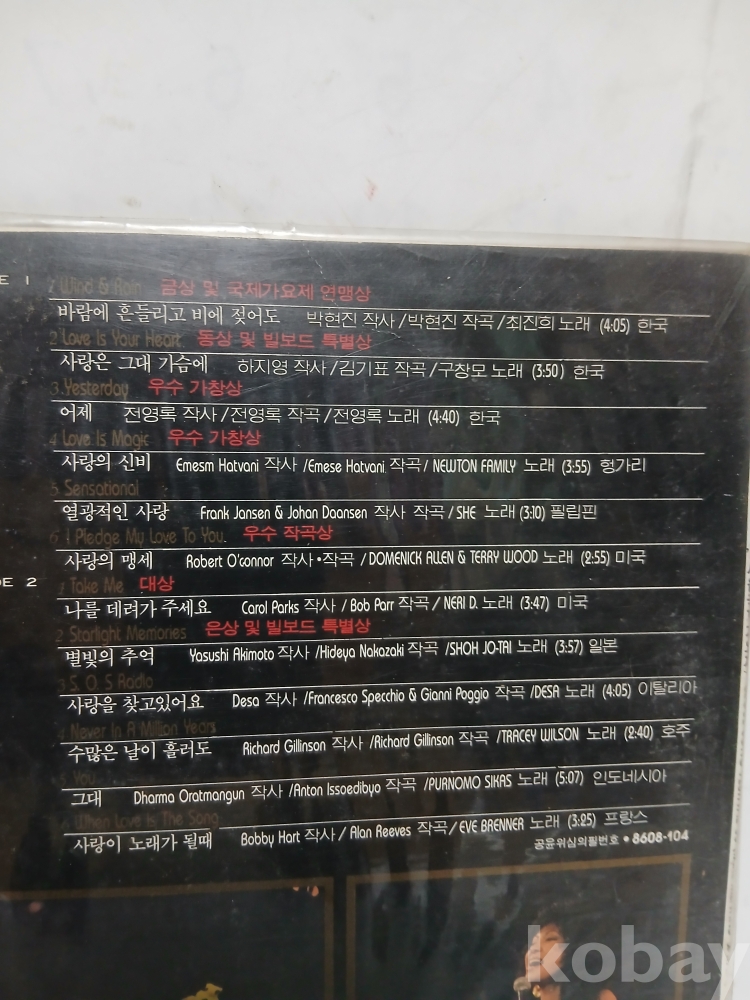 E 1
1 Wind & Rain 금상 및 국제가요제 연맹상
바람에 흔들리고 비에 젖어도 박현진 작사/박현진 작곡/최진희 노래 (4:05) 한국
2 Love Is Your Heart 동상 및 빌보드 특별상
사랑은 그대 가슴에 하지영 작사/김기표 작곡/구창모 노래 (3:50) 한국
3 Yesterday 우수 가창상
어제 전영록 작사/전영록 작곡/전영록 노래 (4:40) 한국
4 Love Is Magic 우수 가창상
사랑의 신비 Emesm Hatvani 작사/Emese Hatvani 작곡/NEWTON FAMILY 노래 (3:55) 헝가리
5 Sensational
열광적인 사랑 Frank Jansen & Johan Daansen 작사 작곡/SHE 노래 (3:10) 필립핀
6 I Pledge My Love To You. 우수 작곡상
사랑의 맹세 Robert O'connor 작사•작곡/DOMENICK ALLEN & TERRY WOOD 노래 (2:55) 미국
DE 2
1 Take Me 대상
나를 데려가 주세요 Carol Parks 작사/Bob Parr 작곡/NERI D. 노래 (3:47) 미국
2 Starlight Memories 은상 및 빌보드 특별상
별빛의 추억 Yasushi Akimoto 작사/Hideya Nakazaki 작곡/SHOH JO-TAI 노래 (3:57) 일본
3 S. O. S Radio
사랑을 찾고있어요 Desa 작사/Francesco Specchio & Gianni Poggio 작곡/DESA 노래 (4:05) 이탈리아
4 Never In A Million Years
수많은 날이 흘러도 Richard Gillinson 작사/Richard Gillinson 작곡/TRACEY WILSON 노래 (2:40) 호주
5 You
그대 Dharma Oratmangun 작사/Anton Issoedibyo 작곡/PURNOMO SIKAS 노래 (5:07) 인도네시아
6 When Love Is The Song
사랑이 노래가 될때 Bobby Hart 작사/Alan Reeves 작곡/EVE BRENNER 노래 (3:25) 프랑스
공윤위심의필번호 • 8608-104
kobay